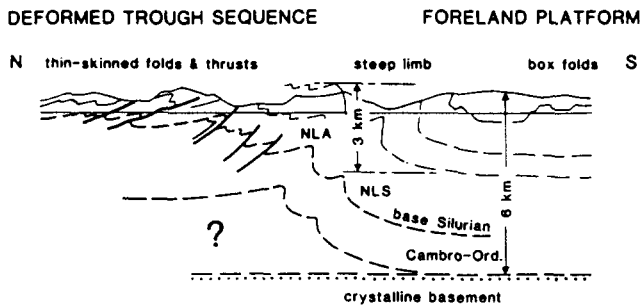 DEFORMED TROUGH SEQUENCE FORELAND PLATFORM
N thin-skinned folds & thrusts steep limb box folds S
NLA
3 km
NLS
6 km
base Silurian
?
Cambro-Ord.
crystalline basement